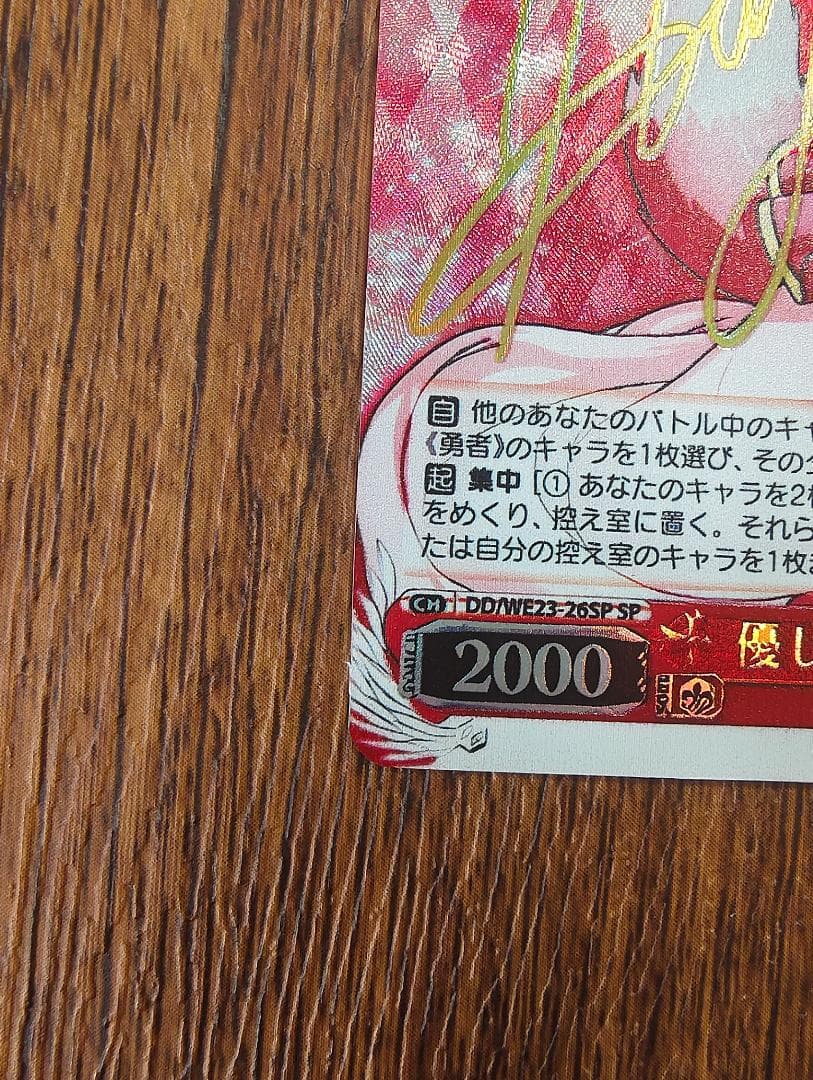 自 他のあなたのバトル中のキャ
《勇者》のキャラを1枚選び、その
起 集中 [① あなたのキャラを2
をめくり、控え室に置く。それら
たは自分の控え室のキャラを1枚
CM DD/WE23-26SP SP
2000 優し